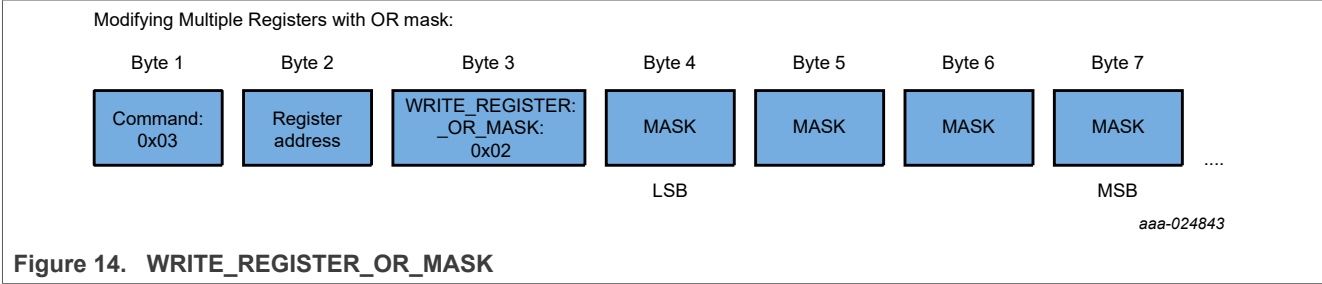 Modifying Multiple Registers with OR mask:
Byte 1 Byte 2 Byte 3 Byte 4 Byte 5 Byte 6 Byte 7
Command:
0x03
Register
address
WRITE_REGISTER:
_OR_MASK:
0x02
MASK
MASK
MASK
MASK
....
LSB MSB
aaa-024843
Figure 14. WRITE_REGISTER_OR_MASK